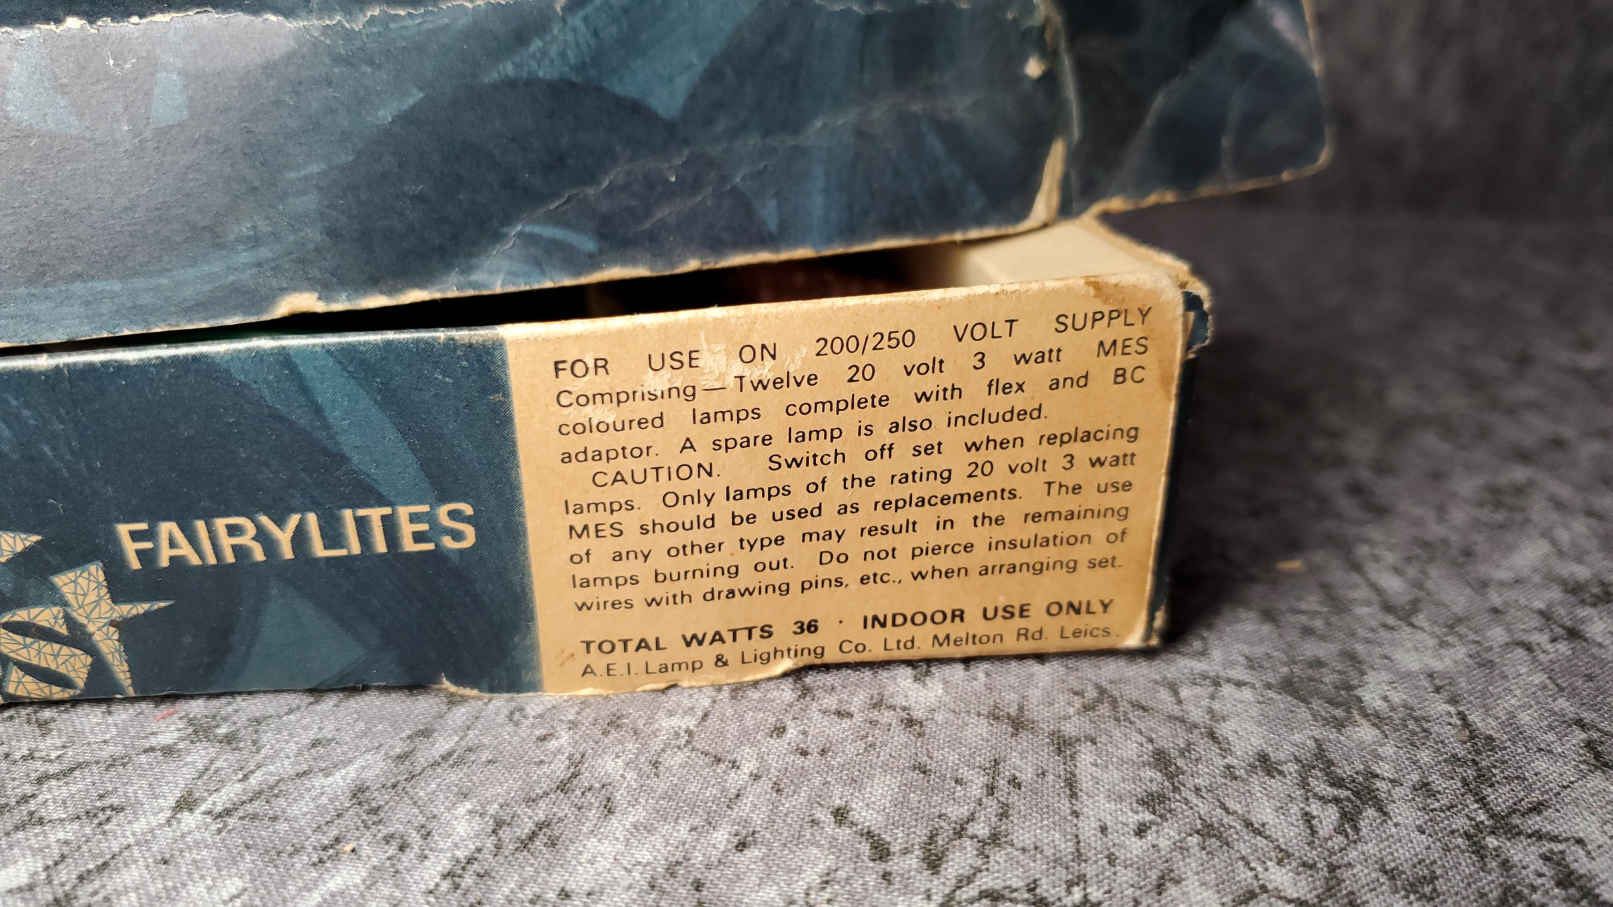 FAIRYLITES
FOR USE ON 200/250 VOLT SUPPLY
Comprising—Twelve 20 volt 3 watt MES
coloured lamps complete with flex and BC
adaptor. A spare lamp is also included.
CAUTION. Switch off set when replacing
lamps. Only lamps of the rating 20 volt 3 watt
MES should be used as replacements. The use
of any other type may result in the remaining
lamps burning out. Do not pierce insulation of
wires with drawing pins, etc., when arranging set.
TOTAL WATTS 36 · INDOOR USE ONLY
A.E.I. Lamp & Lighting Co. Ltd. Melton Rd. Leics.